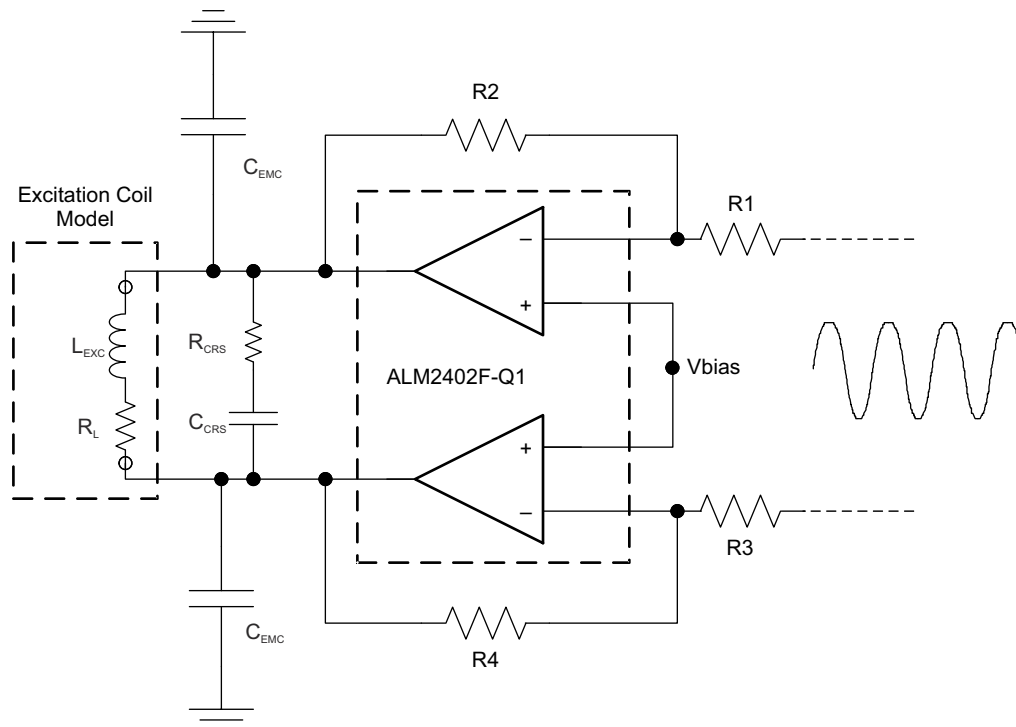 R2
C_EMC
Excitation Coil
Model
R1
−
+
L_EXC
R_CRS
ALM2402F-Q1
Vbias
R_L
C_CRS
+
−
R3
C_EMC
R4